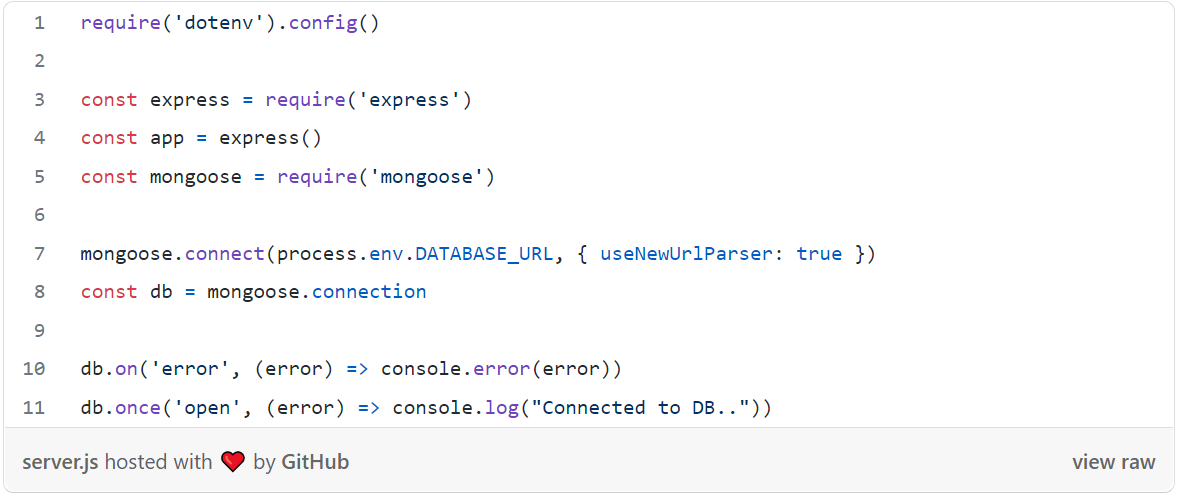 1 require('dotenv').config()
2
3 const express = require('express')
4 const app = express()
5 const mongoose = require('mongoose')
6
7 mongoose.connect(process.env.DATABASE_URL, { useNewUrlParser: true })
8 const db = mongoose.connection
9
10 db.on('error', (error) => console.error(error))
11 db.once('open', (error) => console.log("Connected to DB.."))
server.js hosted with ❤ by GitHub view raw